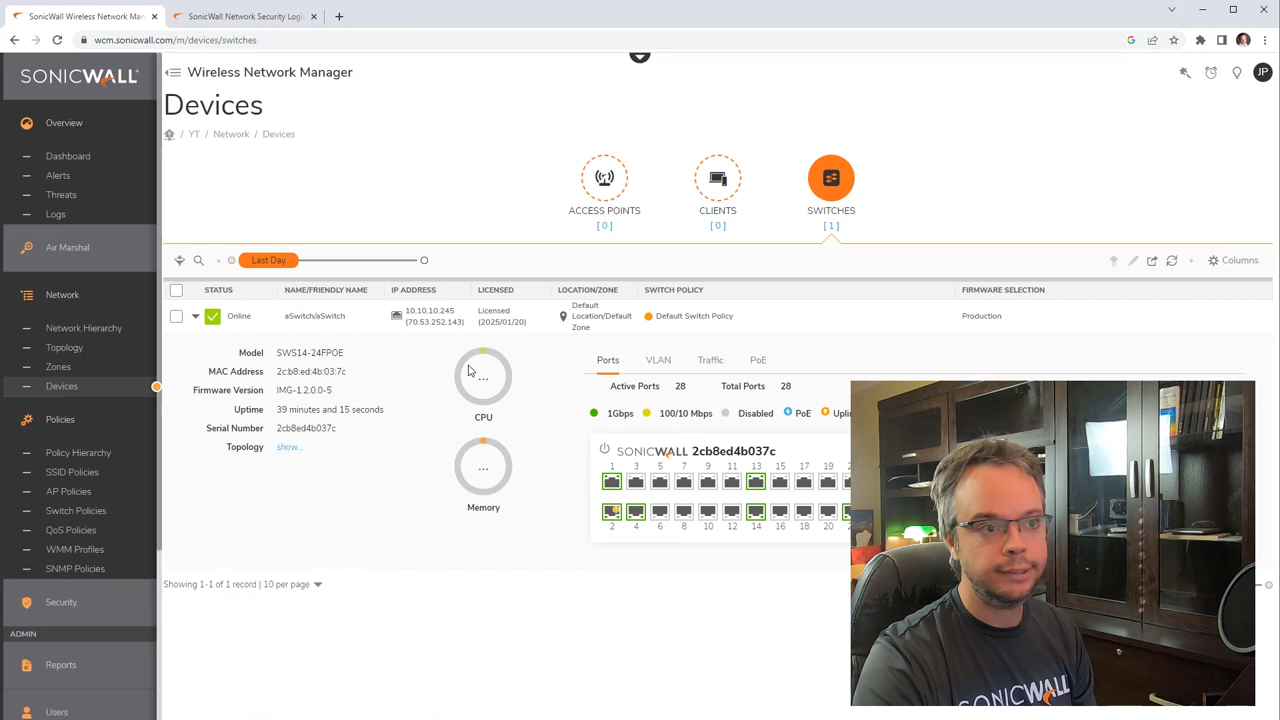 SonicWall Wireless Network Mar
SonicWall Network Security Logi
wcm.sonicwall.com/m/devices/switches
SONICWALL
Wireless Network Manager
JP
Devices
/ YT / Network / Devices
Overview
Dashboard
Alerts
Threats
Logs
Air Marshal
Network
Network Hierarchy
Topology
Zones
Devices
Policies
Policy Hierarchy
SSID Policies
AP Policies
Switch Policies
QoS Policies
WMM Profiles
SNMP Policies
Security
ADMIN
Reports
Users
ACCESS POINTS
[ 0 ]
CLIENTS
[ 0 ]
SWITCHES
[ 1 ]
Last Day
Columns
STATUS NAME/FRIENDLY NAME IP ADDRESS LICENSED LOCATION/ZONE SWITCH POLICY FIRMWARE SELECTION
Online
aSwitch/aSwitch
10.10.10.245
(70.53.252.143)
Licensed
(2025/01/20)
Default
Location/Default
Zone
Default Switch Policy
Production
Model SWS14-24FPOE
MAC Address 2c:b8:ed:4b:03:7c
Firmware Version IMG-1.2.0.0-5
Uptime 39 minutes and 15 seconds
Serial Number 2cb8ed4b037c
Topology show...
...
CPU
...
Memory
Ports VLAN Traffic PoE
Active Ports 28 Total Ports 28
1Gbps 100/10 Mbps Disabled PoE Uplin
SONICWALL 2cb8ed4b037c
1 3 5 7 9 11 13 15 17 19
2 4 6 8 10 12 14 16 18 20
Showing 1-1 of 1 record | 10 per page
SONICWALL